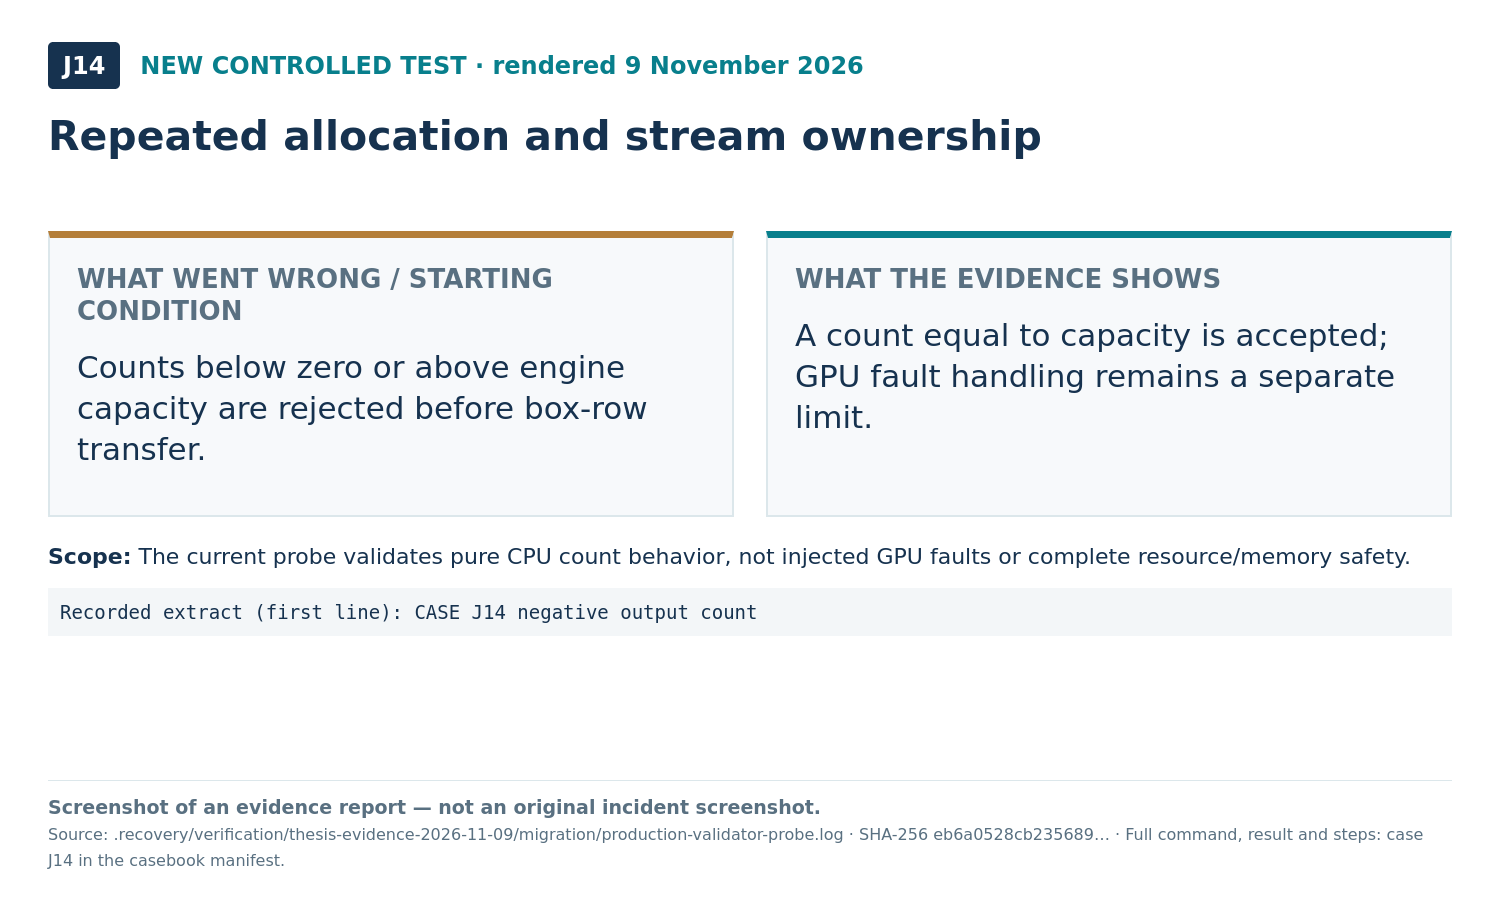 J14 NEW CONTROLLED TEST · rendered 9 November 2026
Repeated allocation and stream ownership
WHAT WENT WRONG / STARTING
CONDITION
Counts below zero or above engine
capacity are rejected before box-row
transfer.
WHAT THE EVIDENCE SHOWS
A count equal to capacity is accepted;
GPU fault handling remains a separate
limit.
Scope: The current probe validates pure CPU count behavior, not injected GPU faults or complete resource/memory safety.
Recorded extract (first line): CASE J14 negative output count
Screenshot of an evidence report — not an original incident screenshot.
Source: .recovery/verification/thesis-evidence-2026-11-09/migration/production-validator-probe.log · SHA-256 eb6a0528cb235689… · Full command, result and steps: case
J14 in the casebook manifest.